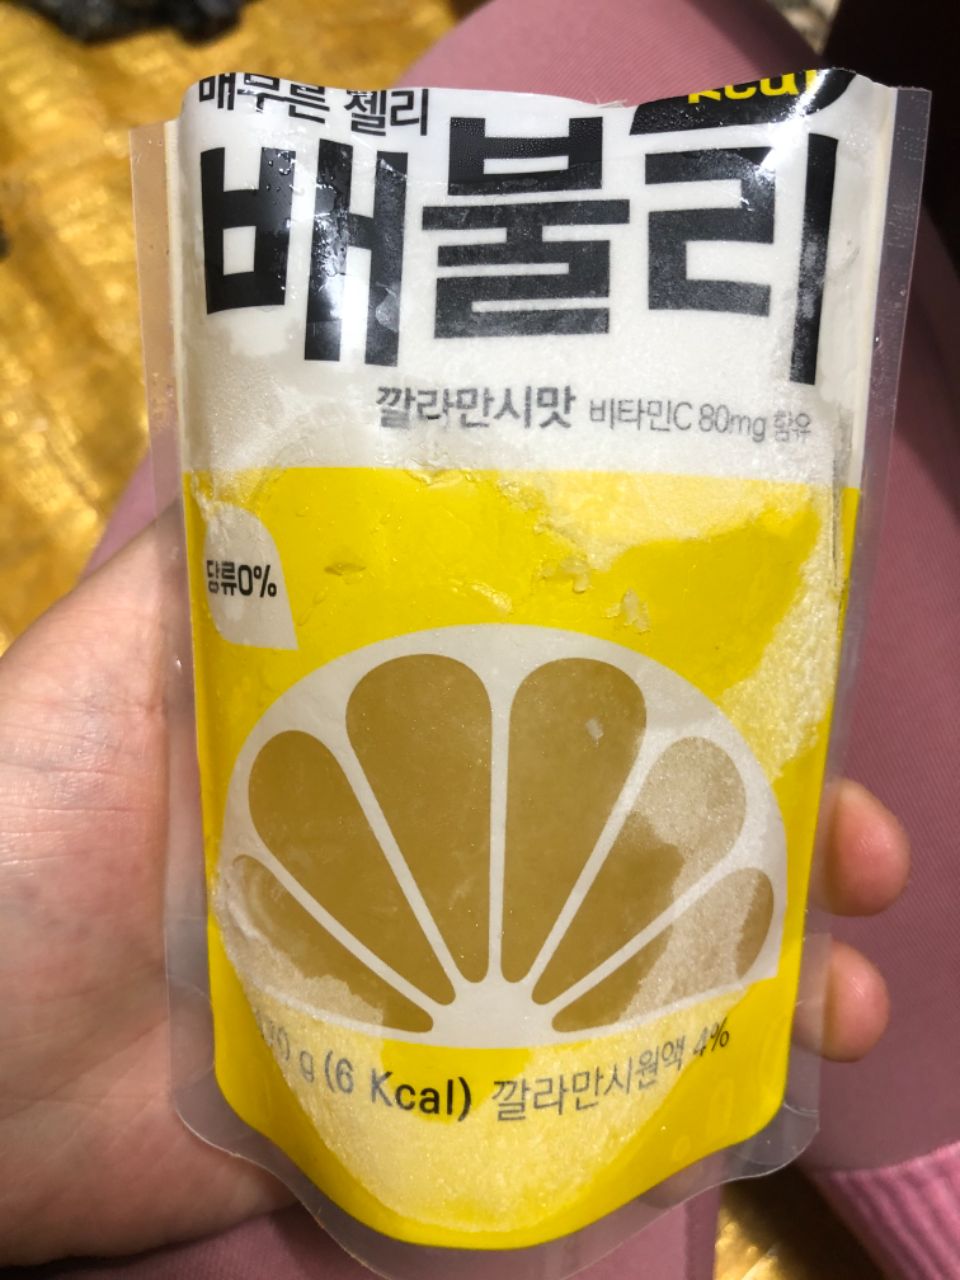 배부른 젤리
kcal
배불리
깔라만시맛 비타민C 80mg 함유
당류0%
g (6 Kcal) 깔라만시원액 4%